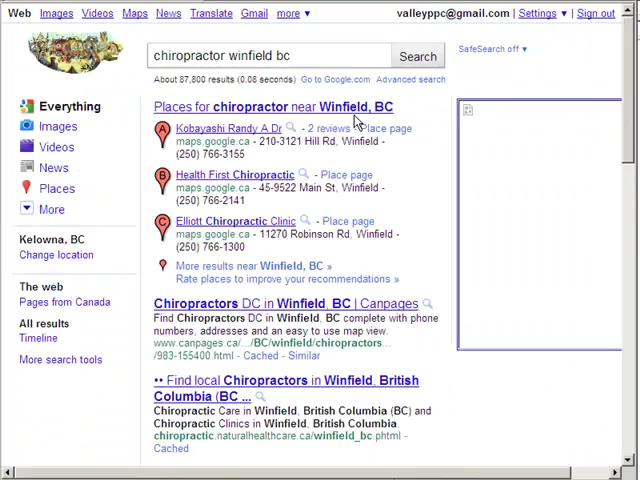 Web Images Videos Maps News Translate Gmail more ▼ valleyppc@gmail.com | Settings ▼ | Sign out
chiropractor winfield bc Search SafeSearch off ▼
About 87,800 results (0.08 seconds) Go to Google.com Advanced search
Everything
Images
Videos
News
Places
More
Kelowna, BC
Change location
The web
Pages from Canada
All results
Timeline
More search tools
Places for chiropractor near Winfield, BC
A Kobayashi Randy A Dr - 2 reviews - Place page
maps.google.ca - 210-3121 Hill Rd, Winfield -
(250) 766-3155
B Health First Chiropractic - Place page
maps.google.ca - 45-9522 Main St, Winfield -
(250) 766-2141
C Elliott Chiropractic Clinic - Place page
maps.google.ca - 11270 Robinson Rd, Winfield -
(250) 766-1300
More results near Winfield, BC »
Rate places to improve your recommendations »
Chiropractors DC in Winfield, BC | Canpages
Find Chiropractors DC in Winfield, BC complete with phone
numbers, addresses and an easy to use map view.
www.canpages.ca/.../BC/winfield/chiropractors...
/983-155400.html - Cached - Similar
•• Find local Chiropractors in Winfield, British
Columbia (BC ...
Chiropractic Care in Winfield, British Columbia (BC) and
Chiropractic Clinics in Winfield, British Columbia.
chiropractic.naturalhealthcare.ca/winfield_bc.phtml -
Cached